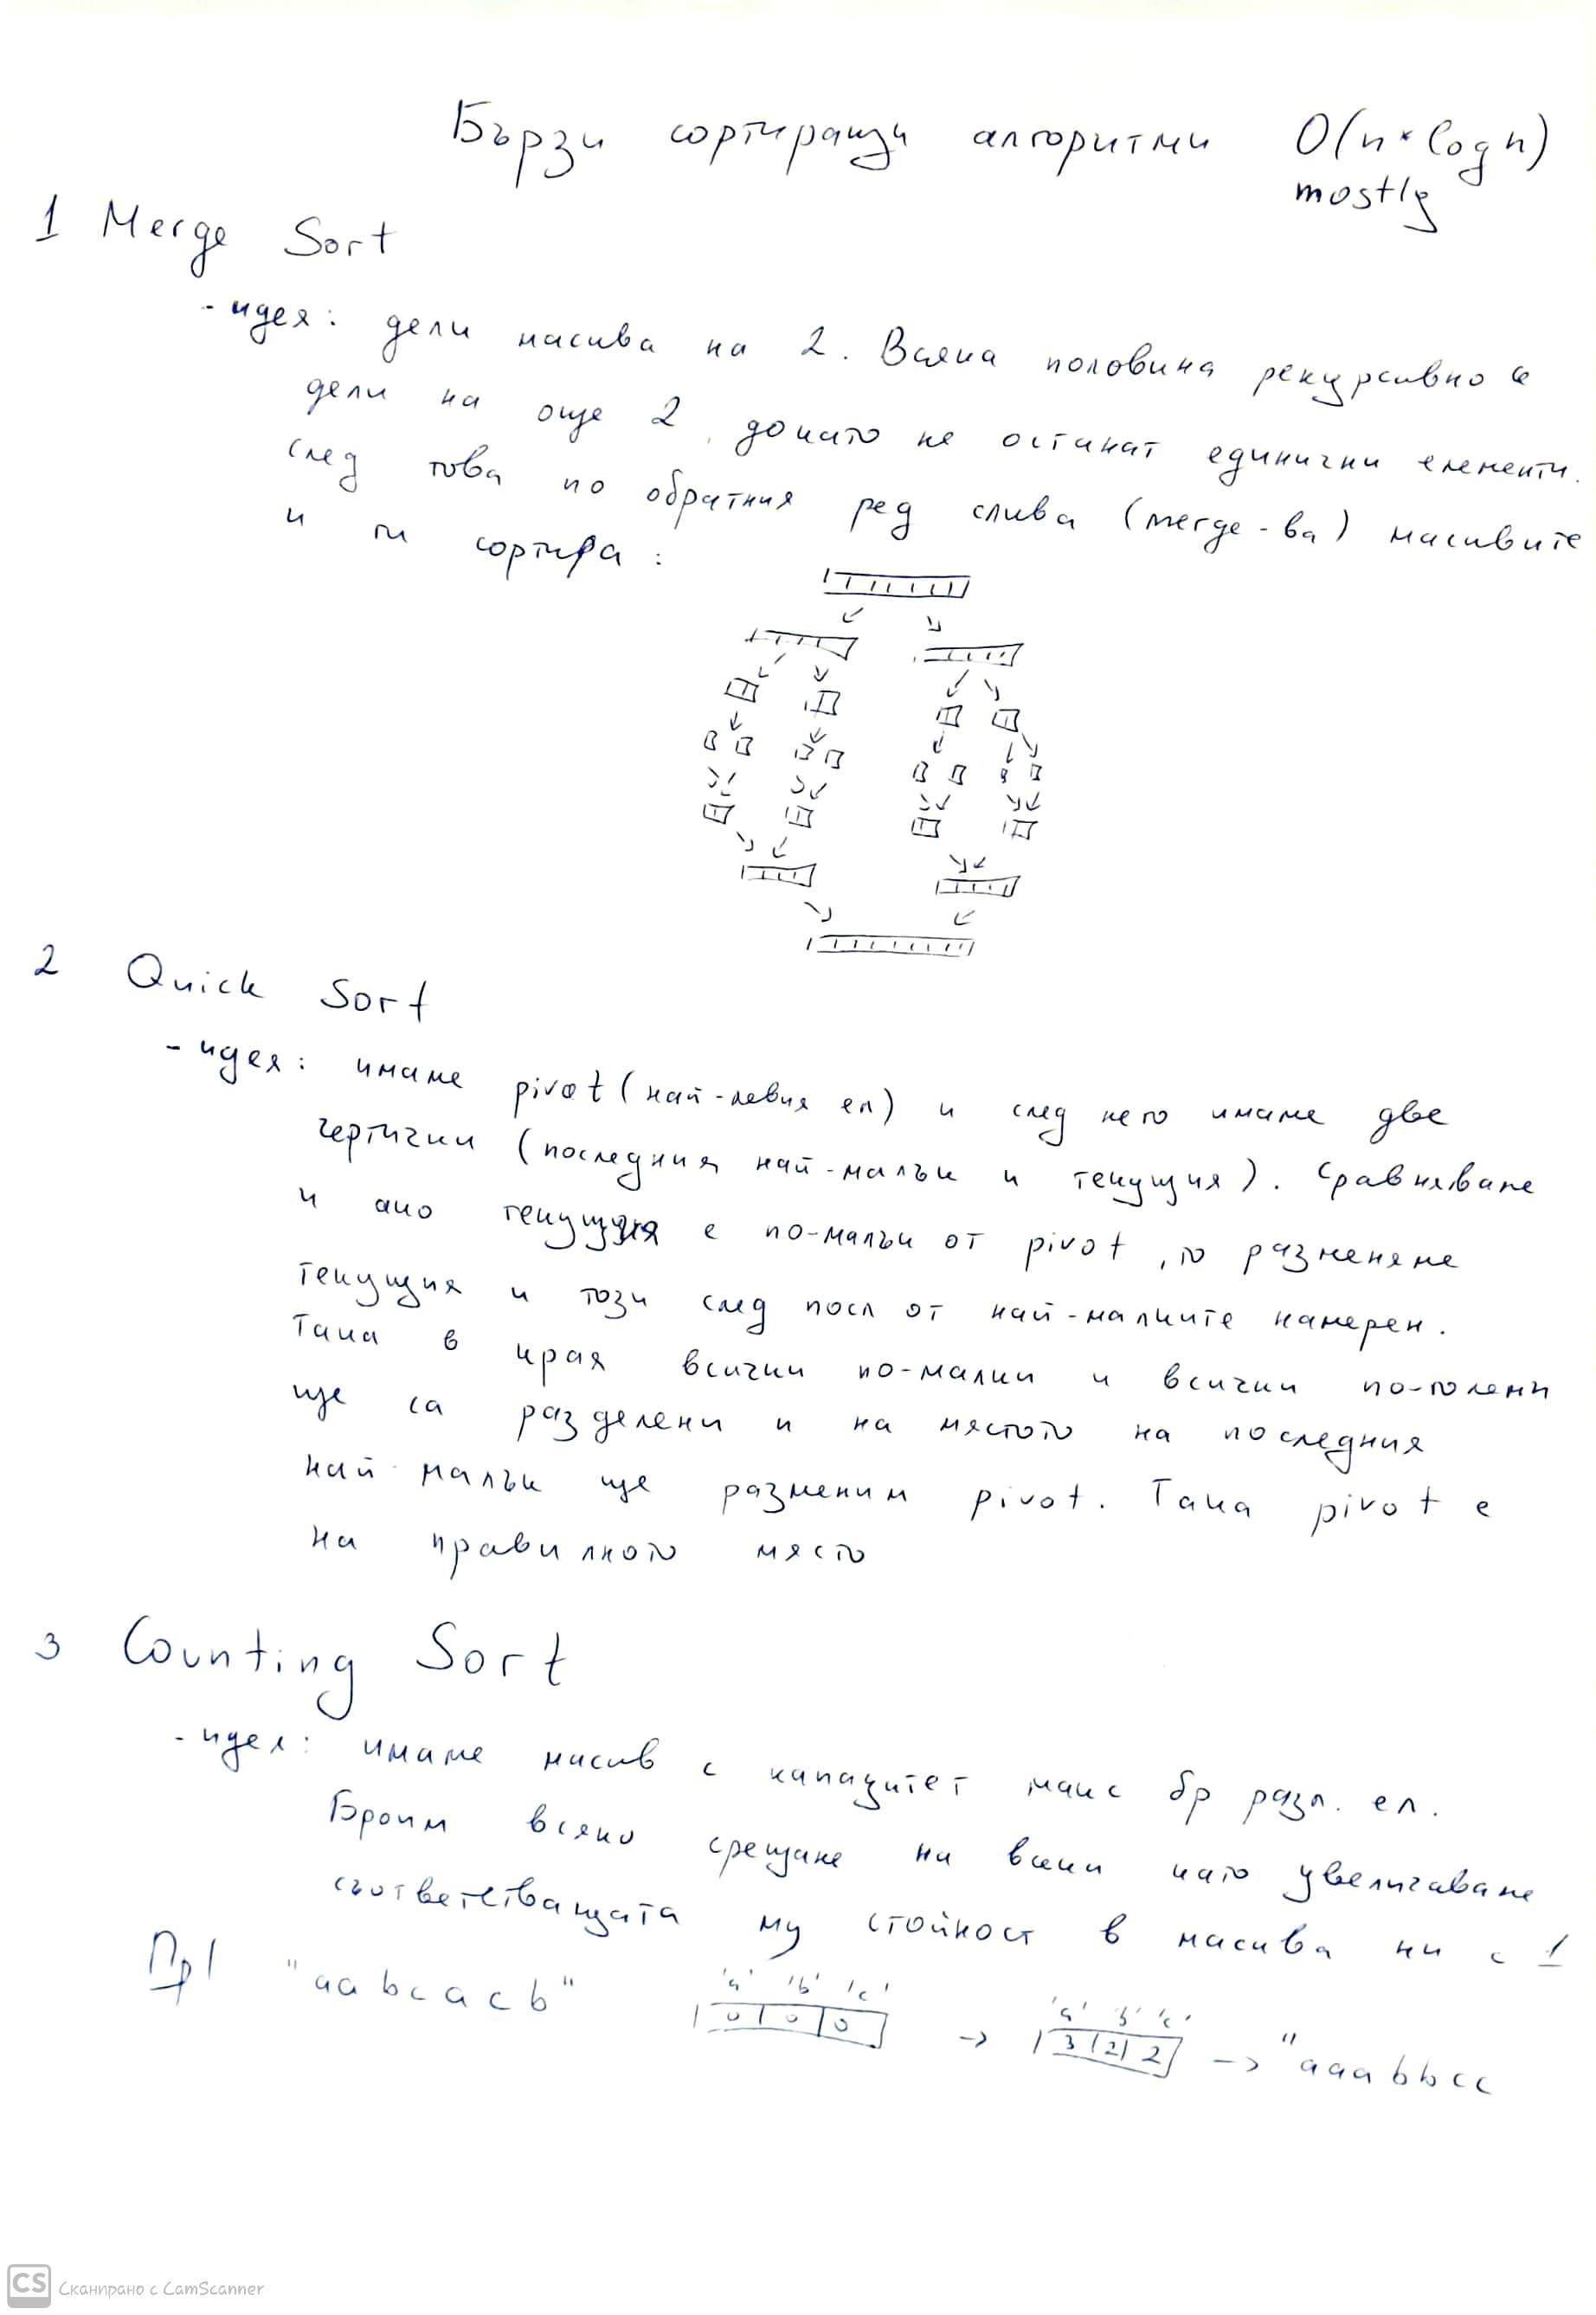 Бързи сортиращи алгоритми O(n*logn)
mostly
1 Merge Sort
- идея: дели масива на 2. Всяка половина рекурсивно се
дели на още 2, докато не останат единични елементи.
След това по обратния ред слива (merge-ва) масивите
и ги сортира:
2 Quick Sort
- идея: имаме pivot (най-левия ел) и след него имаме две
чертички (последния най-малък и текущия). Сравняваме
и ако текущия е по-малък от pivot, то разменяме
текущия и този след посл от най-малките намерен.
Така в края всички по-малки и всички по-големи
ще са разделени и на мястото на последния
най-малък ще разменим pivot. Така pivot е
на правилното място
3 Counting Sort
- идея: имаме масив с капацитет макс бр разл. ел.
Броим всяко срещане на всеки като увеличаваме
съответстващата му стойност в масива ни с 1
Пр| "aabcacb" 'a' 'b' 'c' 'a' 'b' 'c'
0|0|0 -> 3|2|2 -> "aaabbcc
CS Сканирано с CamScanner